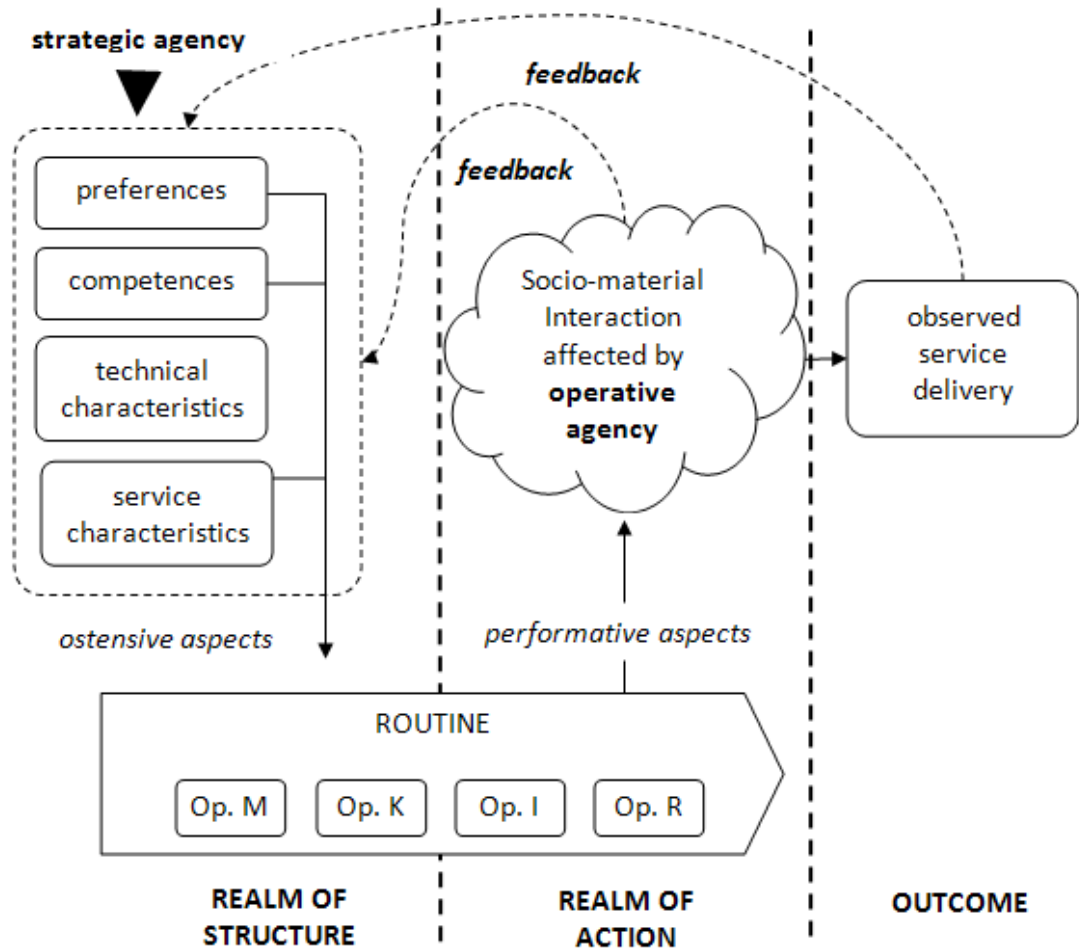 strategic agency
feedback
feedback
preferences
competences
technical
characteristics
service
characteristics
Socio-material
Interaction
affected by
operative
agency
observed
service
delivery
ostensive aspects
performative aspects
ROUTINE
Op. M
Op. K
Op. I
Op. R
REALM OF
STRUCTURE
REALM OF
ACTION
OUTCOME